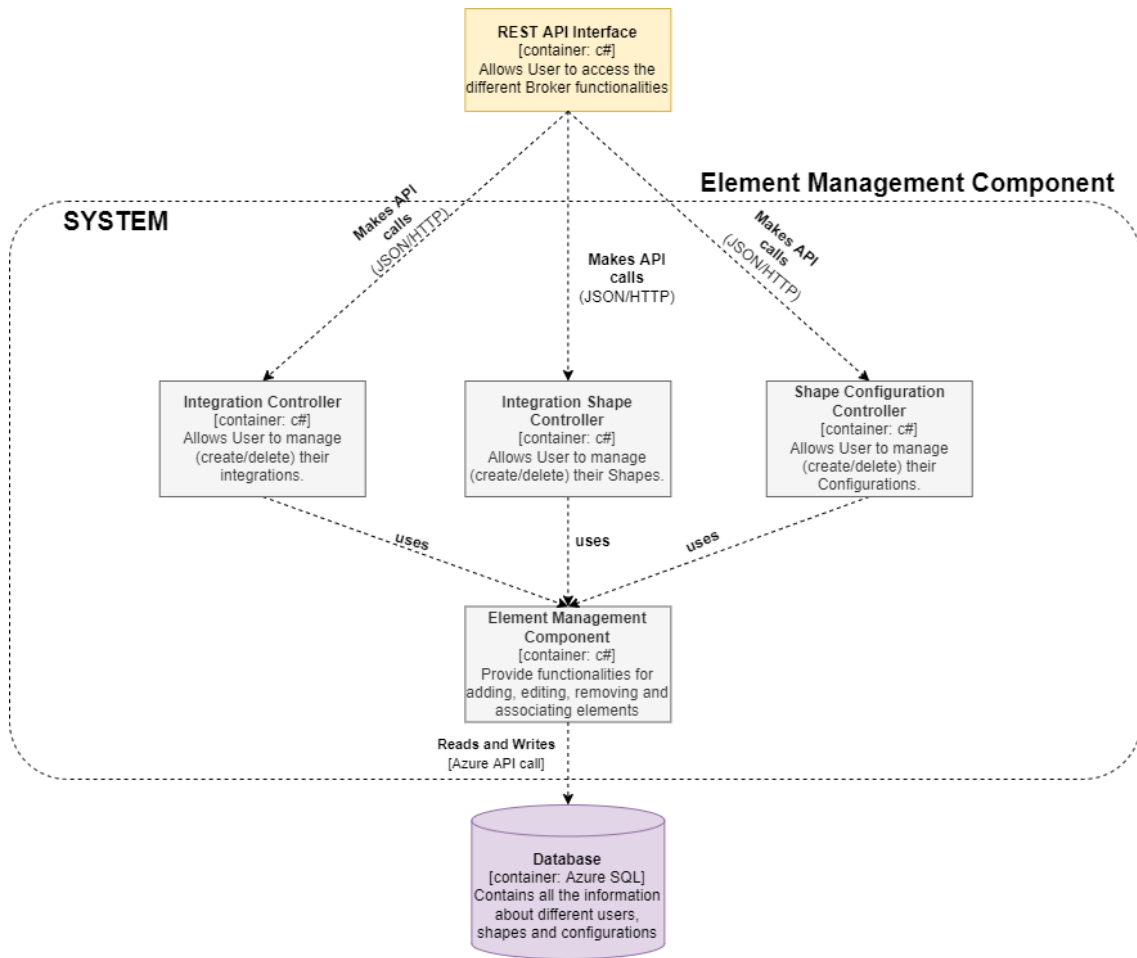 REST API Interface
[container: c#]
Allows User to access the
different Broker functionalities
Element Management Component
SYSTEM
Makes API
calls
(JSON/HTTP)
Makes API
calls
(JSON/HTTP)
Makes API
calls
(JSON/HTTP)
Integration Controller
[container: c#]
Allows User to manage
(create/delete) their
integrations.
Integration Shape
Controller
[container: c#]
Allows User to manage
(create/delete) their Shapes.
Shape Configuration
Controller
[container: c#]
Allows User to manage
(create/delete) their
Configurations.
uses
uses
uses
Element Management
Component
[container: c#]
Provide functionalities for
adding, editing, removing and
associating elements
Reads and Writes
[Azure API call]
Database
[container: Azure SQL]
Contains all the information
about different users,
shapes and configurations